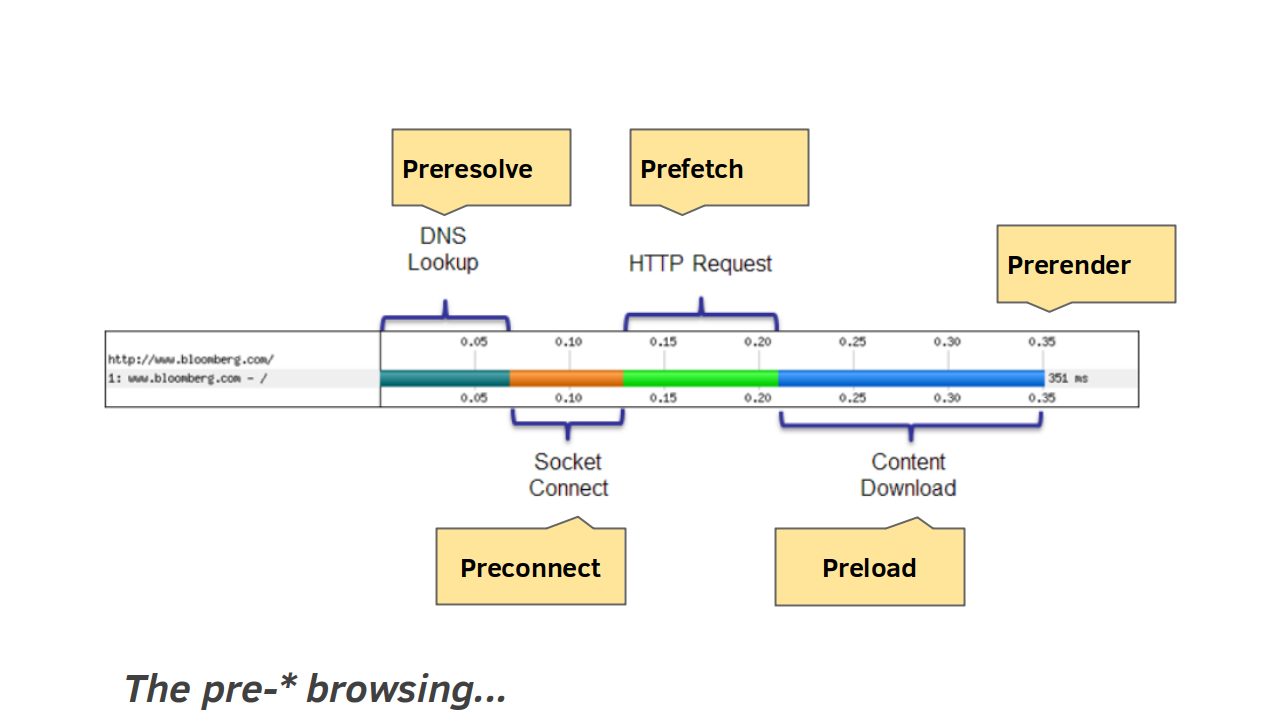 Preresolve
Prefetch
DNS
Lookup
HTTP Request
Prerender
0.05 0.10 0.15 0.20 0.25 0.30 0.35
http://www.bloomberg.com/
1: www.bloomberg.com - /
351 ms
0.05 0.10 0.15 0.20 0.25 0.30 0.35
Socket
Connect
Content
Download
Preconnect
Preload
The pre-* browsing...